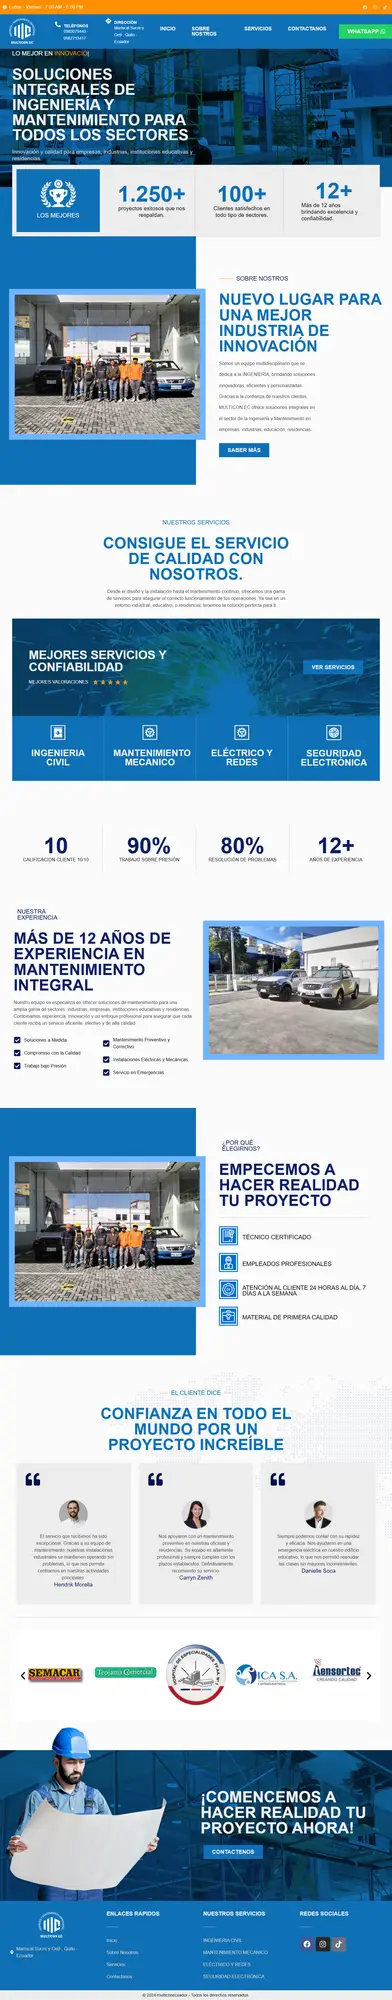 Lunes - Viernes : 7:00 AM - 5:00 PM
MULTICON EC
TELÉFONOS
DIRECCIÓN
Mariscal Sucre y
Oe9 . Quito -
Ecuador
INICIO
SOBRE
NOSTROS
SERVICIOS
CONTACTANOS
WHATSAPP
LO MEJOR EN INNOVACIO|
SOLUCIONES
INTEGRALES DE
INGENIERÍA Y
MANTENIMIENTO PARA
TODOS LOS SECTORES
Innovación y calidad para empresas, industrias, instituciones educativas y
residencias.
LOS MEJORES
1.250+
proyectos exitosos que nos
respaldan.
100+
Clientes satisfechos en
todo tipo de sectores.
12+
Más de 12 años
brindando excelencia y
confiabilidad.
SOBRE NOSTROS
NUEVO LUGAR PARA
UNA MEJOR
INDUSTRIA DE
INNOVACIÓN
Somos un equipo multidisciplinario que se
dedica a la INGENIERIA, brindando soluciones
innovadoras, eficientes y personalizadas.
Gracias a la confianza de nuestros clientes,
MULTICON.EC ofrece soluciones integrales en
el sector de la Ingeniería y Mantenimiento en
empresas, industrias, educación, residencias.
SABER MÁS
NUESTROS SERVICIOS
CONSIGUE EL SERVICIO
DE CALIDAD CON
NOSOTROS.
Desde el diseño y la instalación hasta el mantenimiento continuo, ofrecemos una gama
de servicios para asegurar el correcto funcionamiento de tus operaciones. Ya sea en un
entorno industrial, educativo, o residencial, tenemos la solución perfecta para ti
MEJORES SERVICIOS Y
CONFIABILIDAD
MEJORES VALORACIONES
VER SERVICIOS
INGENIERIA
CIVIL
MANTENIMIENTO
MECANICO
ELÉCTRICO Y
REDES
SEGURIDAD
ELECTRÓNICA
10
CALIFICACIÓN CLIENTE 10/10
90%
TRABAJO SOBRE PRESIÓN
80%
RESOLUCIÓN DE PROBLEMAS
12+
AÑOS DE EXPERIENCIA
NUESTRA
EXPERIENCIA
MÁS DE 12 AÑOS DE
EXPERIENCIA EN
MANTENIMIENTO
INTEGRAL
Nuestro equipo se especializa en ofrecer soluciones de mantenimiento para una
amplia gama de sectores: industrias, empresas, instituciones educativas y residencias.
Combinamos experiencia, innovación y un enfoque profesional para asegurar que cada
cliente reciba un servicio eficiente, efectivo y de alta calidad.
Soluciones a Medida
Compromiso con la Calidad
Trabajo bajo Presión
Mantenimiento Preventivo y
Correctivo
Instalaciones Eléctricas y Mecánicas
Servicio en Emergencias
¿POR QUÉ
ELEGIRNOS?
EMPECEMOS A
HACER REALIDAD
TU PROYECTO
TÉCNICO CERTIFICADO
EMPLEADOS PROFESIONALES
ATENCIÓN AL CLIENTE 24 HORAS AL DÍA, 7
DÍAS A LA SEMANA
MATERIAL DE PRIMERA CALIDAD
EL CLIENTE DICE
CONFIANZA EN TODO EL
MUNDO POR UN
PROYECTO INCREÍBLE
El servicio que recibimos ha sido
excepcional. Gracias a su equipo de
mantenimiento, nuestras instalaciones
industriales se mantienen operando sin
problemas, lo que nos permite
centrarnos en nuestras actividades
principales
Hendrik Morella
Nos apoyaron con un mantenimiento
preventivo en nuestras oficinas y
residencias. Su equipo es altamente
profesional y siempre cumplen con los
plazos establecidos. Definitivamente
recomiendo su servicio.
Carryn Zenith
Siempre podemos contar con su rapidez
y eficacia. Nos ayudaron en una
emergencia eléctrica en nuestro edificio
educativo, lo que nos permitió reanudar
las clases sin mayores inconvenientes.
Danielle Soca
SEMACAR
Teojama Comercial
HOSPITAL DE ESPECIALIDADES FF.AA. N° 1
ICA S.A.
Aensortec
CREANDO CALIDAD
¡COMENCEMOS A
HACER REALIDAD TU
PROYECTO AHORA!
CONTACTENOS
MULTICON EC
Mariscal Sucre y Oe9 . Quito -
Ecuador
ENLACES RAPIDOS
Inicio
Sobre Nosotros
Servicios
Contactanos
NUESTROS SERVICIOS
INGENIERIA CIVIL
MANTENIMIENTO MECANICO
ELÉCTRICO Y REDES
SEGURIDAD ELECTRÓNICA
REDES SOCIALES
© 2024 multiconecuador - Todos los derechos reservados.